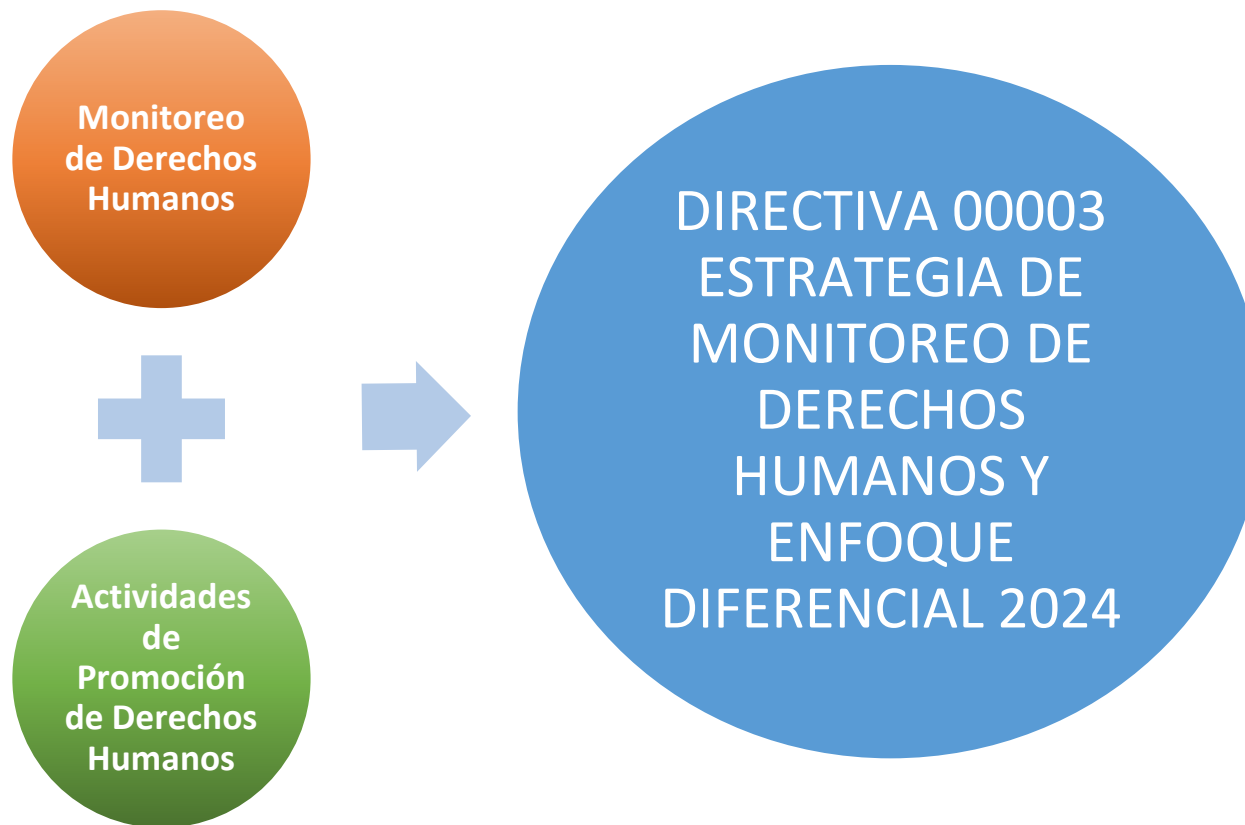 Monitoreo
de Derechos
Humanos
Actividades
de
Promoción
de Derechos
Humanos
DIRECTIVA 00003
ESTRATEGIA DE
MONITOREO DE
DERECHOS
HUMANOS Y
ENFOQUE
DIFERENCIAL 2024